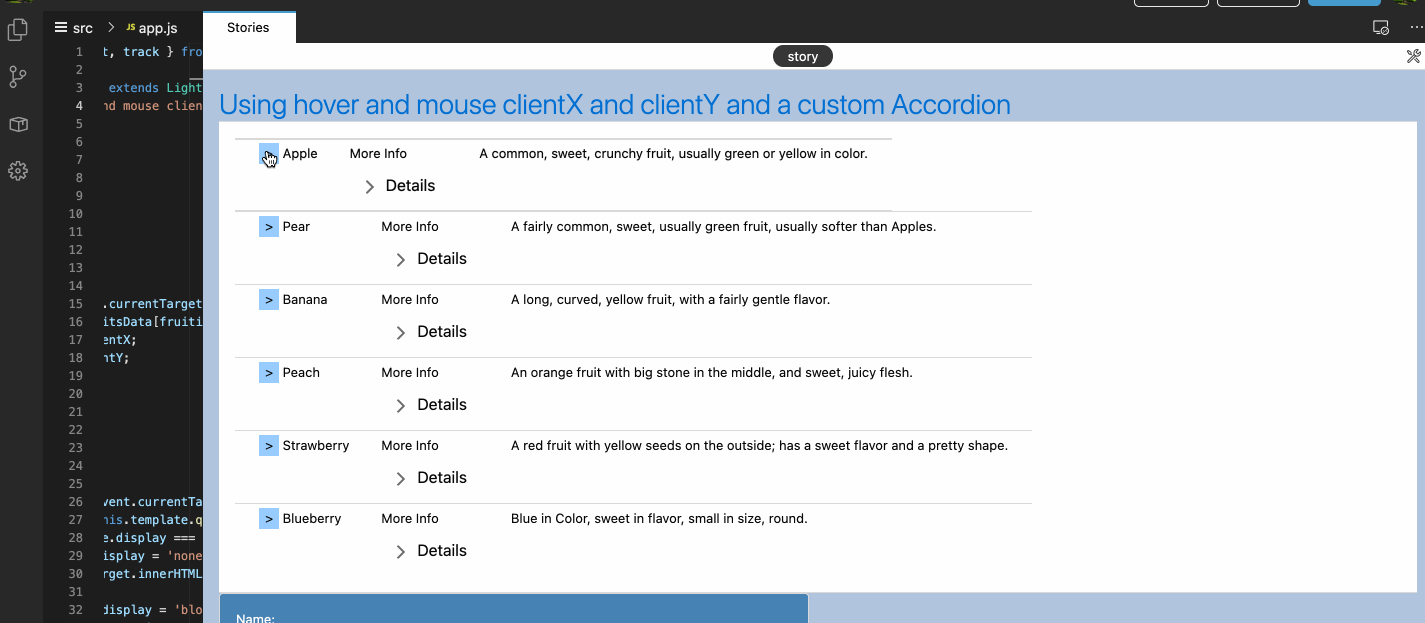 src > JS app.js
Stories
story
1 t, track } fro
2
3 extends Light
4 nd mouse clien
5
6
7
8
9
10
11
12
13
14
15 .currentTarget
16 itsData[fruiti
17 entX;
18 ntY;
19
20
21
22
23
24
25
26 vent.currentTa
27 his.template.q
28 e.display ===
29 isplay = 'none
30 rget.innerHTML
31
32 display = 'blo
Using hover and mouse clientX and clientY and a custom Accordion
Apple More Info A common, sweet, crunchy fruit, usually green or yellow in color.
Details
> Pear More Info A fairly common, sweet, usually green fruit, usually softer than Apples.
Details
> Banana More Info A long, curved, yellow fruit, with a fairly gentle flavor.
Details
> Peach More Info An orange fruit with big stone in the middle, and sweet, juicy flesh.
Details
> Strawberry More Info A red fruit with yellow seeds on the outside; has a sweet flavor and a pretty shape.
Details
> Blueberry More Info Blue in Color, sweet in flavor, small in size, round.
Details
Name: